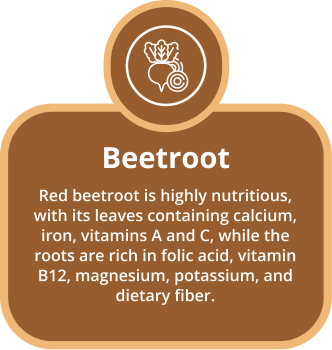 Beetroot
Red beetroot is highly nutritious,
with its leaves containing calcium,
iron, vitamins A and C, while the
roots are rich in folic acid, vitamin
B12, magnesium, potassium, and
dietary fiber.